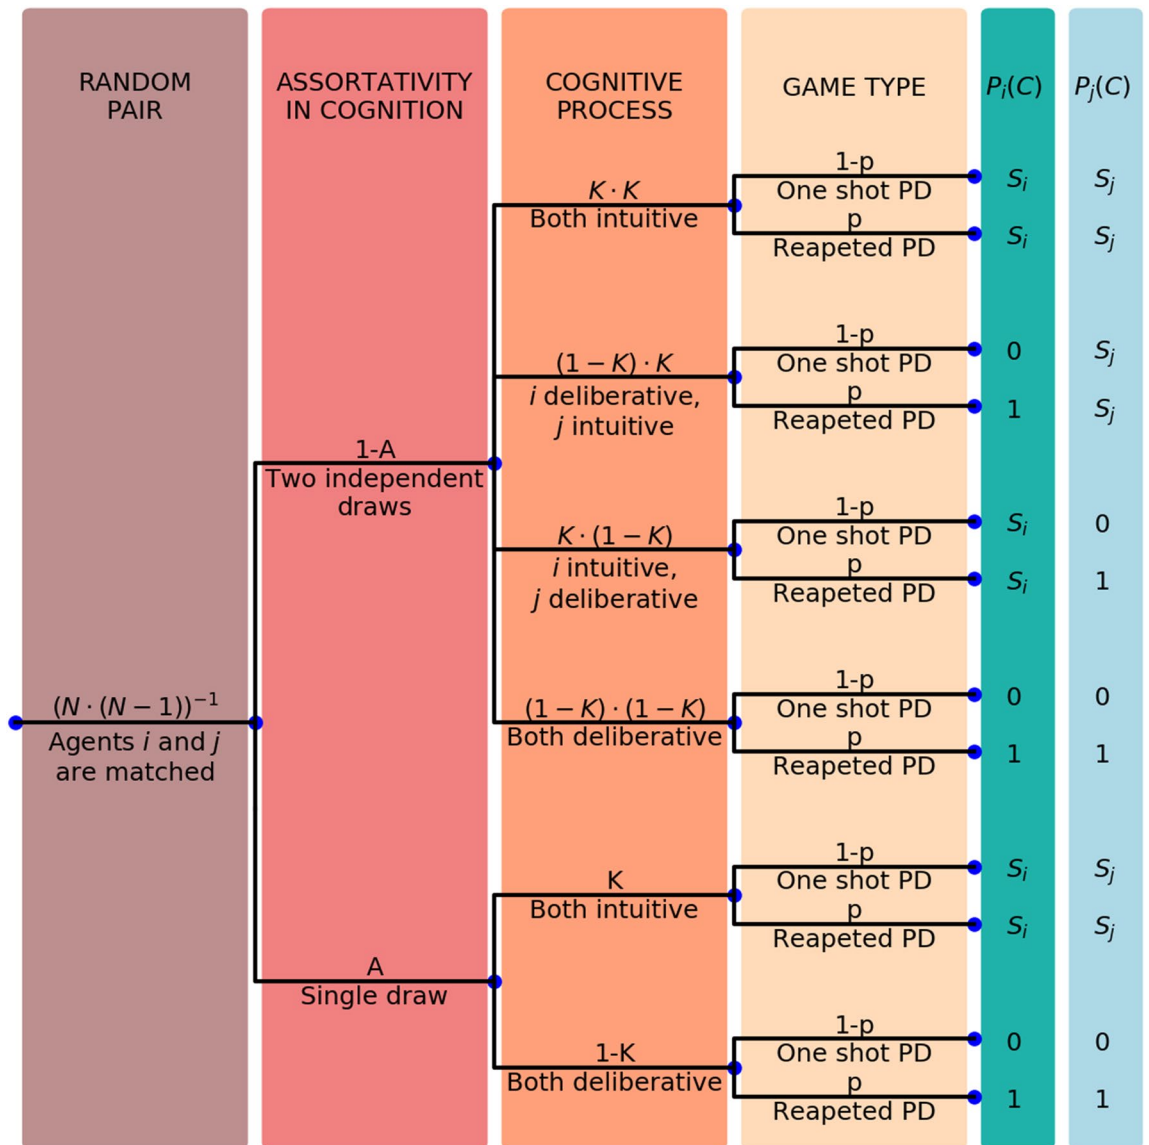 RANDOM
PAIR
ASSORTATIVITY
IN COGNITION
COGNITIVE
PROCESS
GAME TYPE
P_i(C)
P_j(C)
1-p
One shot PD
S_i
S_j
K · K
Both intuitive
p
Reapeted PD
S_i
S_j
1-p
One shot PD
0
S_j
(1 − K) · K
i deliberative,
j intuitive
p
Reapeted PD
1
S_j
1-A
Two independent
draws
1-p
One shot PD
S_i
0
K · (1 − K)
i intuitive,
j deliberative
p
Reapeted PD
S_i
1
(N · (N − 1))⁻¹
Agents i and j
are matched
1-p
One shot PD
0
0
(1 − K) · (1 − K)
Both deliberative
p
Reapeted PD
1
1
1-p
One shot PD
S_i
S_j
K
Both intuitive
p
Reapeted PD
S_i
S_j
A
Single draw
1-p
One shot PD
0
0
1-K
Both deliberative
p
Reapeted PD
1
1